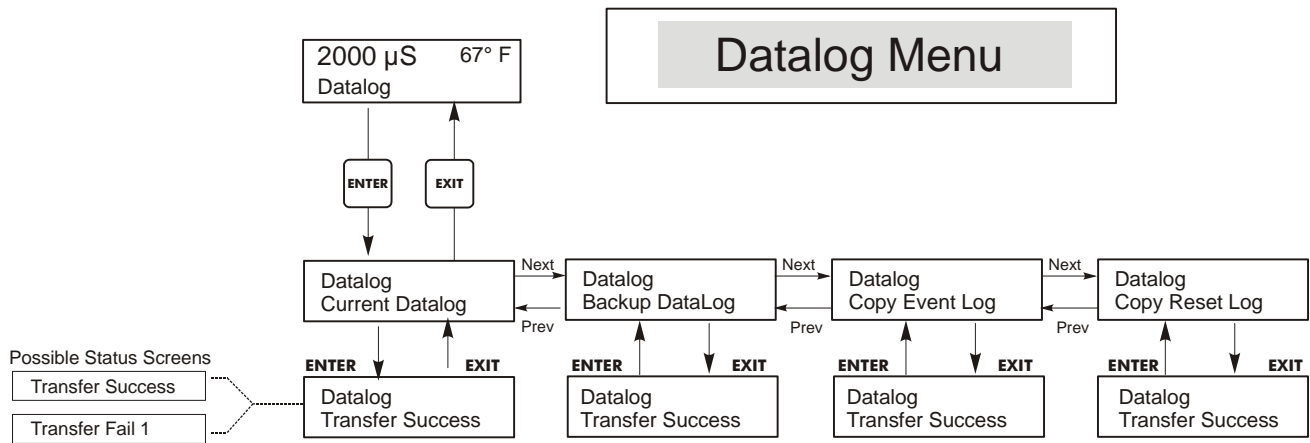 Datalog Menu
2000 µS 67° F
Datalog
ENTER EXIT
Datalog
Current Datalog
Next
Prev
Datalog
Backup DataLog
Next
Prev
Datalog
Copy Event Log
Next
Prev
Datalog
Copy Reset Log
Possible Status Screens
Transfer Success
Transfer Fail 1
ENTER EXIT
Datalog
Transfer Success
ENTER EXIT
Datalog
Transfer Success
ENTER EXIT
Datalog
Transfer Success
ENTER EXIT
Datalog
Transfer Success